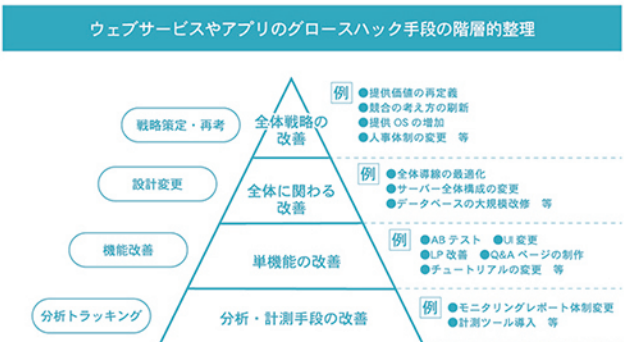 ウェブサービスやアプリのグロースハック手段の階層的整理
戦略策定・再考
全体戦略の
改善
例
●提供価値の再定義
●競合の考え方の刷新
●提供OSの増加
●人事体制の変更 等
設計変更
全体に関わる
改善
例
●全体導線の最適化
●サーバー全体構成の変更
●データベースの大規模改修 等
機能改善
単機能の改善
例
●ABテスト ●UI変更
●LP改善 ●Q&Aページの制作
●チュートリアルの変更 等
分析トラッキング
分析・計測手段の改善
例
●モニタリングレポート体制変更
●計測ツール導入 等